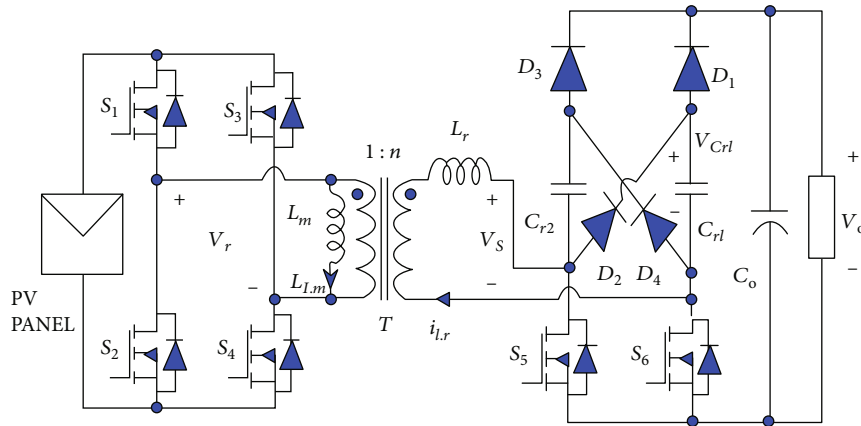 D3
D1
S1
S3
Lr
1 : n
VCrl
+
+
+
Lm
+
Cr2
−
Vr
VS
Crl
Vo
−
LI.m
−
D2
D4
Co
−
PV
PANEL
T
il.r
S2
S4
S5
S6